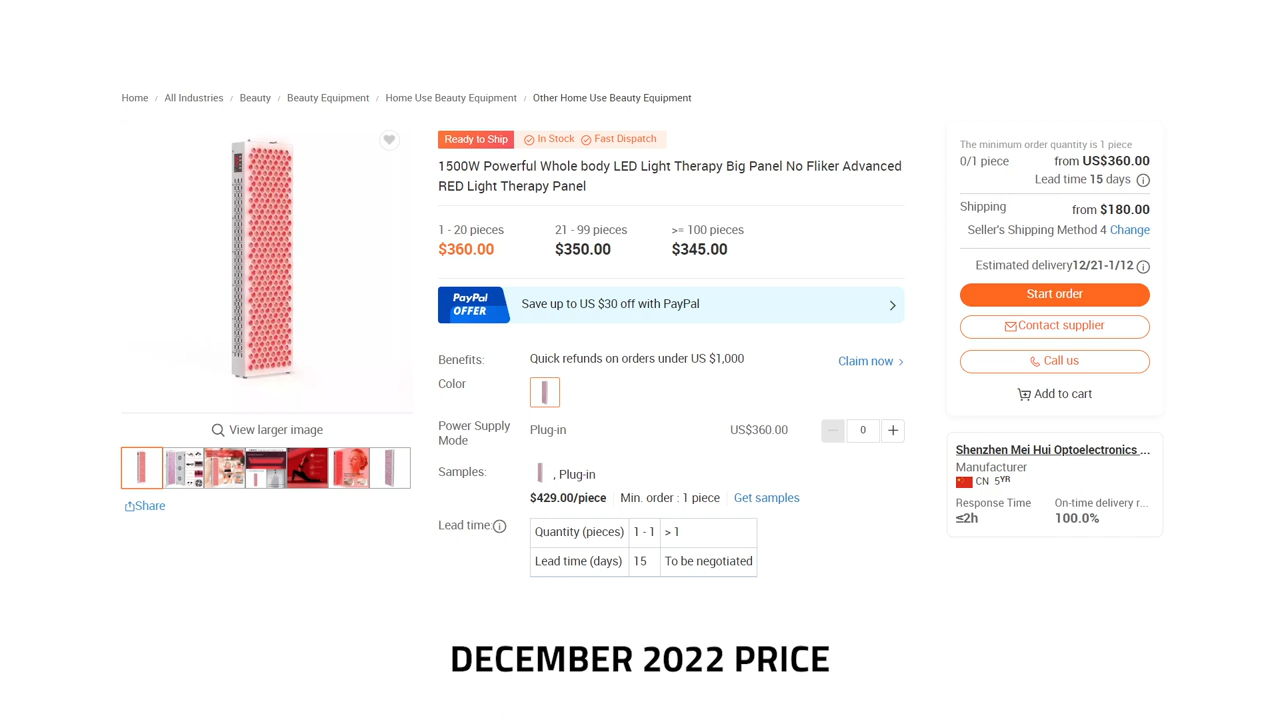 Home / All Industries / Beauty / Beauty Equipment / Home Use Beauty Equipment / Other Home Use Beauty Equipment
Ready to Ship In Stock Fast Dispatch
1500W Powerful Whole body LED Light Therapy Big Panel No Fliker Advanced
RED Light Therapy Panel
1 - 20 pieces 21 - 99 pieces >= 100 pieces
$360.00 $350.00 $345.00
PayPal
OFFER
Save up to US $30 off with PayPal
Benefits: Quick refunds on orders under US $1,000 Claim now >
Color
Power Supply
Mode
Plug-in US$360.00 0
Samples: , Plug-in
$429.00/piece Min. order : 1 piece Get samples
Lead time:
Quantity (pieces) 1 - 1 > 1
Lead time (days) 15 To be negotiated
View larger image
Share
The minimum order quantity is 1 piece
0/1 piece from US$360.00
Lead time 15 days
Shipping from $180.00
Seller's Shipping Method 4 Change
Estimated delivery12/21-1/12
Start order
Contact supplier
Call us
Add to cart
Shenzhen Mei Hui Optoelectronics ...
Manufacturer
CN 5YR
Response Time On-time delivery r...
≤2h 100.0%
DECEMBER 2022 PRICE